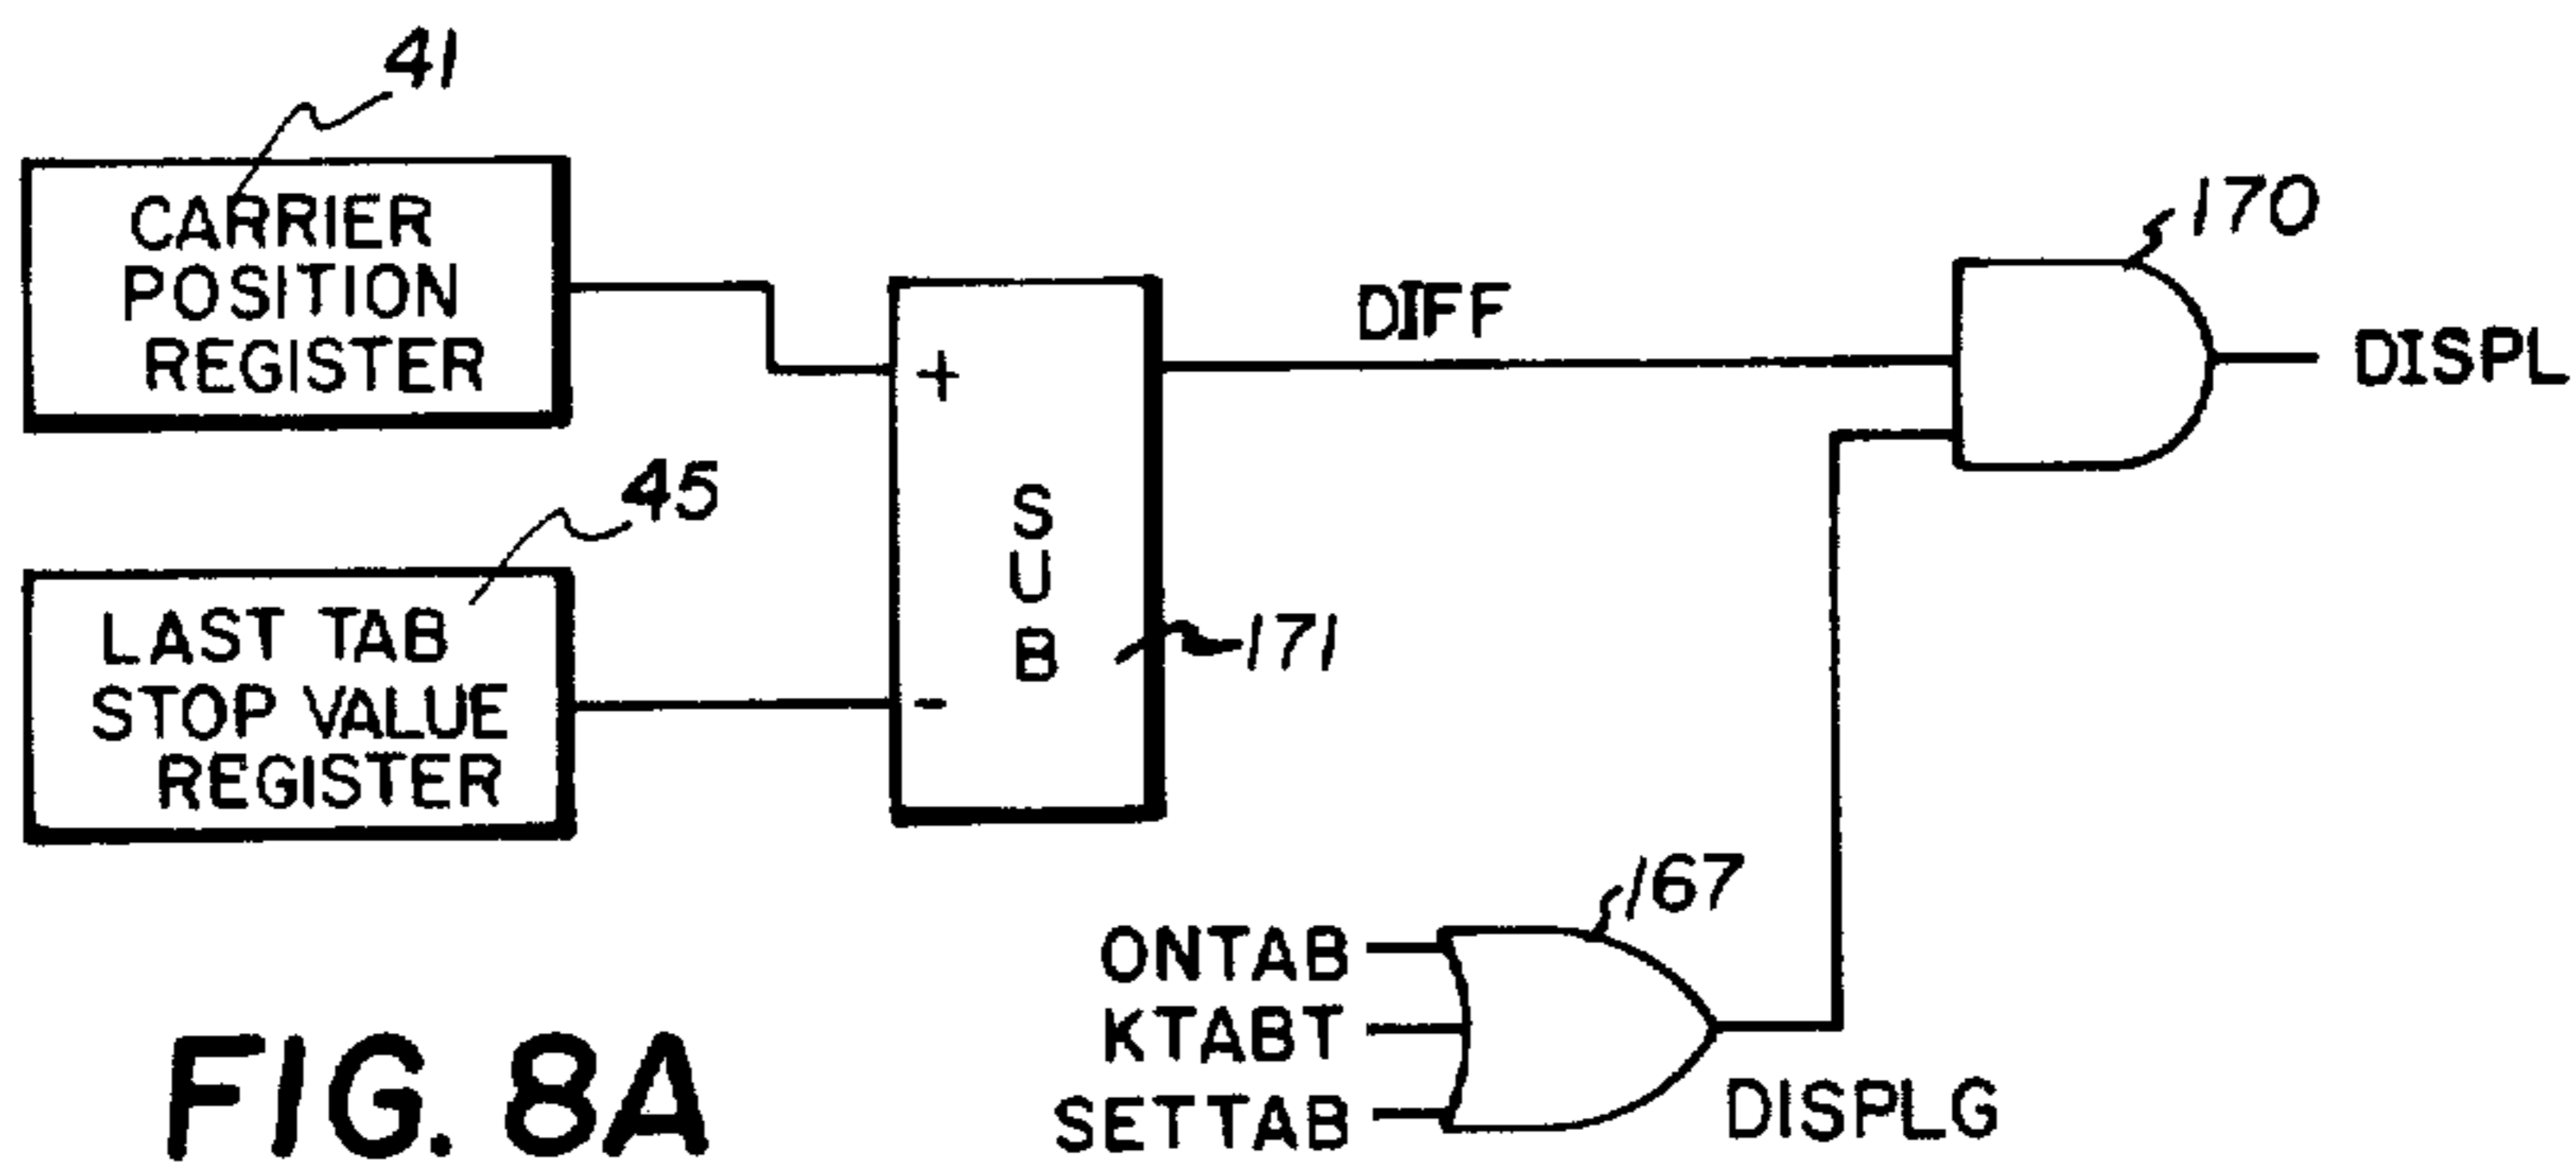 41
CARRIER
POSITION
REGISTER
45
LAST TAB
STOP VALUE
REGISTER
+
S
U
B
-
171
DIFF
170
DISPL
167
ONTAB
KTABT
SETTAB
DISPLG
FIG. 8A